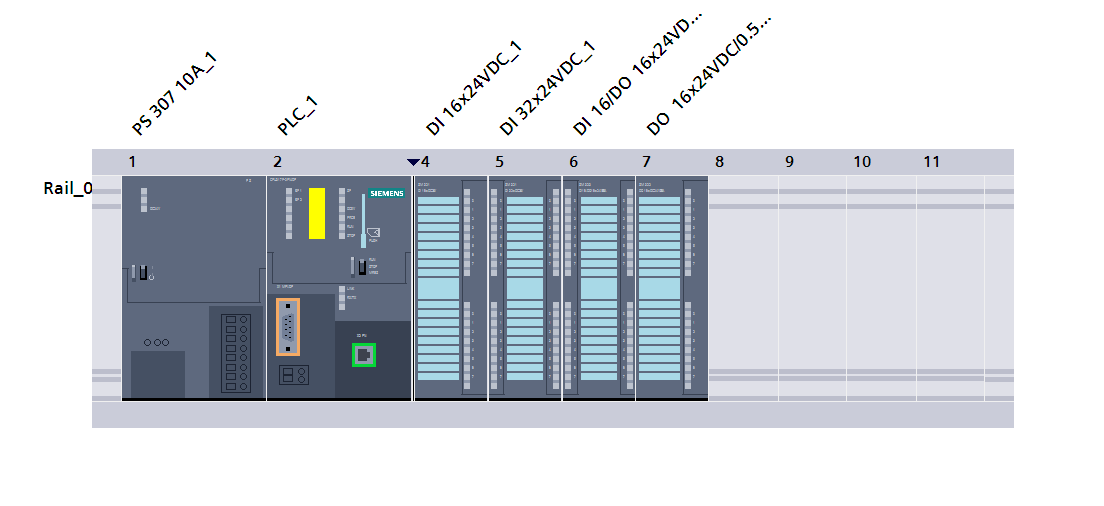 PS 307 10A_1
PLC_1
DI 16x24VDC_1
DI 32x24VDC_1
DI 16/DO 16x24VD...
DO 16x24VDC/0.5...
1 2 4 5 6 7 8 9 10 11
Rail_0
SIEMENS